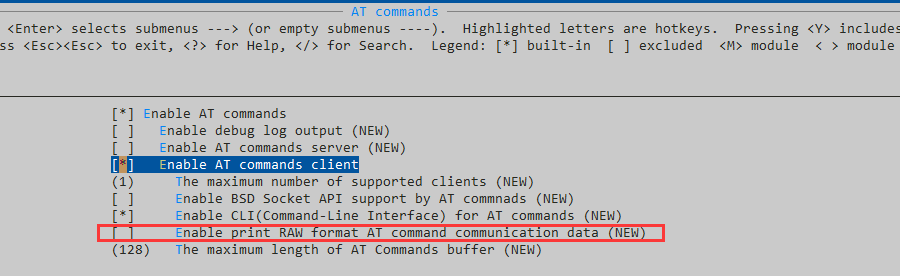 AT commands
<Enter> selects submenus ---> (or empty submenus ----).  Highlighted letters are hotkeys.  Pressing <Y> includes
ss <Esc><Esc> to exit, <?> for Help, </> for Search.  Legend: [*] built-in  [ ] excluded  <M> module  < > module
[*] Enable AT commands
[ ]   Enable debug log output (NEW)
[ ]   Enable AT commands server (NEW)
[*]   Enable AT commands client
(1)     The maximum number of supported clients (NEW)
[ ]     Enable BSD Socket API support by AT commnads (NEW)
[*]     Enable CLI(Command-Line Interface) for AT commands (NEW)
[ ]     Enable print RAW format AT command communication data (NEW)
(128)   The maximum length of AT Commands buffer (NEW)